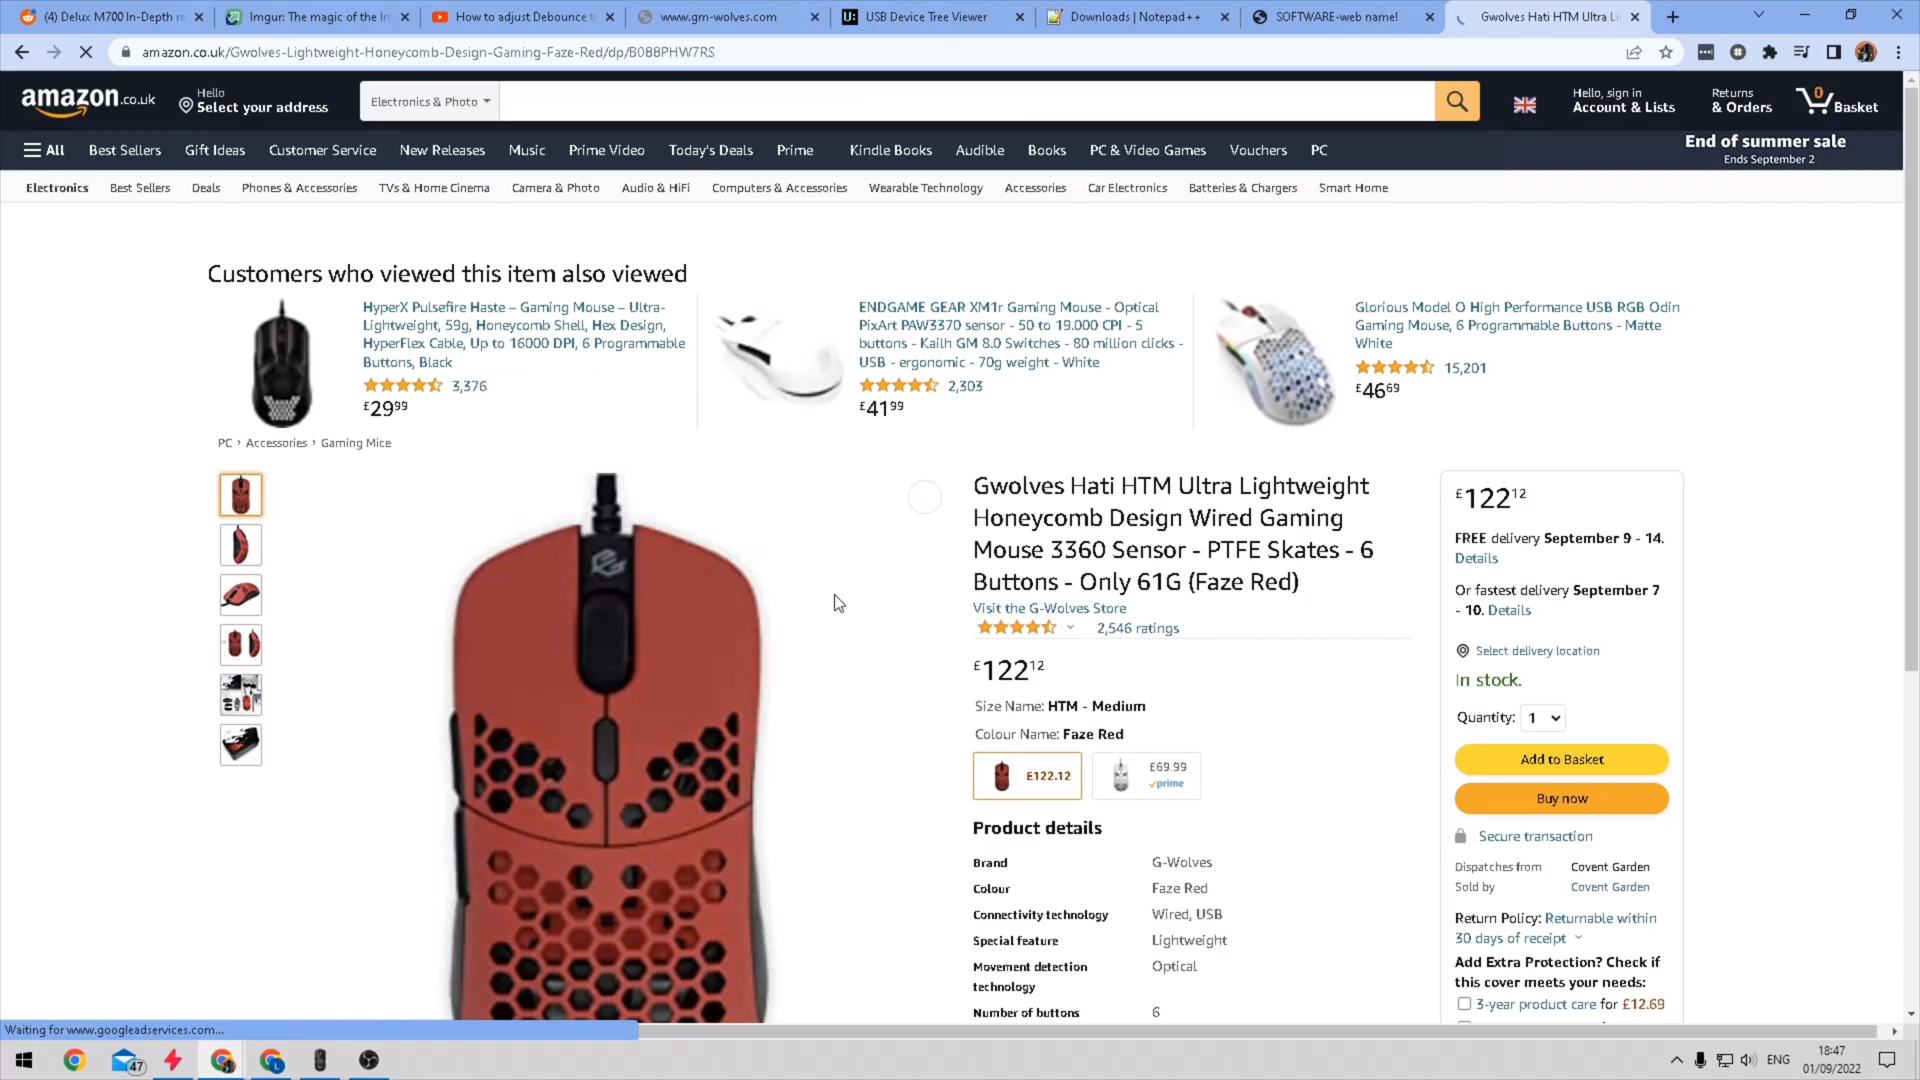 (4) Delux M700 In-Depth re
Imgur: The magic of the In
How to adjust Debounce t
www.gm-wolves.com
USB Device Tree Viewer
Downloads | Notepad++
SOFTWARE-web name!
Gwolves Hati HTM Ultra Li
amazon.co.uk/Gwolves-Lightweight-Honeycomb-Design-Gaming-Faze-Red/dp/B088PHW7RS
amazon.co.uk
Hello
Select your address
Electronics & Photo
Hello, sign in
Account & Lists
Returns
& Orders
0
Basket
All
Best Sellers
Gift Ideas
Customer Service
New Releases
Music
Prime Video
Today's Deals
Prime
Kindle Books
Audible
Books
PC & Video Games
Vouchers
PC
End of summer sale
Ends September 2
Electronics
Best Sellers
Deals
Phones & Accessories
TVs & Home Cinema
Camera & Photo
Audio & HiFi
Computers & Accessories
Wearable Technology
Accessories
Car Electronics
Batteries & Chargers
Smart Home
Customers who viewed this item also viewed
HyperX Pulsefire Haste – Gaming Mouse – Ultra-
Lightweight, 59g, Honeycomb Shell, Hex Design,
HyperFlex Cable, Up to 16000 DPI, 6 Programmable
Buttons, Black
3,376
£2999
ENDGAME GEAR XM1r Gaming Mouse - Optical
PixArt PAW3370 sensor - 50 to 19.000 CPI - 5
buttons - Kailh GM 8.0 Switches - 80 million clicks -
USB - ergonomic - 70g weight - White
2,303
£4199
Glorious Model O High Performance USB RGB Odin
Gaming Mouse, 6 Programmable Buttons - Matte
White
15,201
£4669
PC › Accessories › Gaming Mice
Gwolves Hati HTM Ultra Lightweight
Honeycomb Design Wired Gaming
Mouse 3360 Sensor - PTFE Skates - 6
Buttons - Only 61G (Faze Red)
Visit the G-Wolves Store
2,546 ratings
£12212
Size Name: HTM - Medium
Colour Name: Faze Red
£122.12
£69.99
prime
Product details
Brand G-Wolves
Colour Faze Red
Connectivity technology Wired, USB
Special feature Lightweight
Movement detection Optical
technology
Number of buttons 6
£12212
FREE delivery September 9 - 14.
Details
Or fastest delivery September 7
- 10. Details
Select delivery location
In stock.
Quantity: 1
Add to Basket
Buy now
Secure transaction
Dispatches from Covent Garden
Sold by Covent Garden
Return Policy: Returnable within
30 days of receipt
Add Extra Protection? Check if
this cover meets your needs:
3-year product care for £12.69
Waiting for www.googleadservices.com...
47
ENG
18:47
01/09/2022